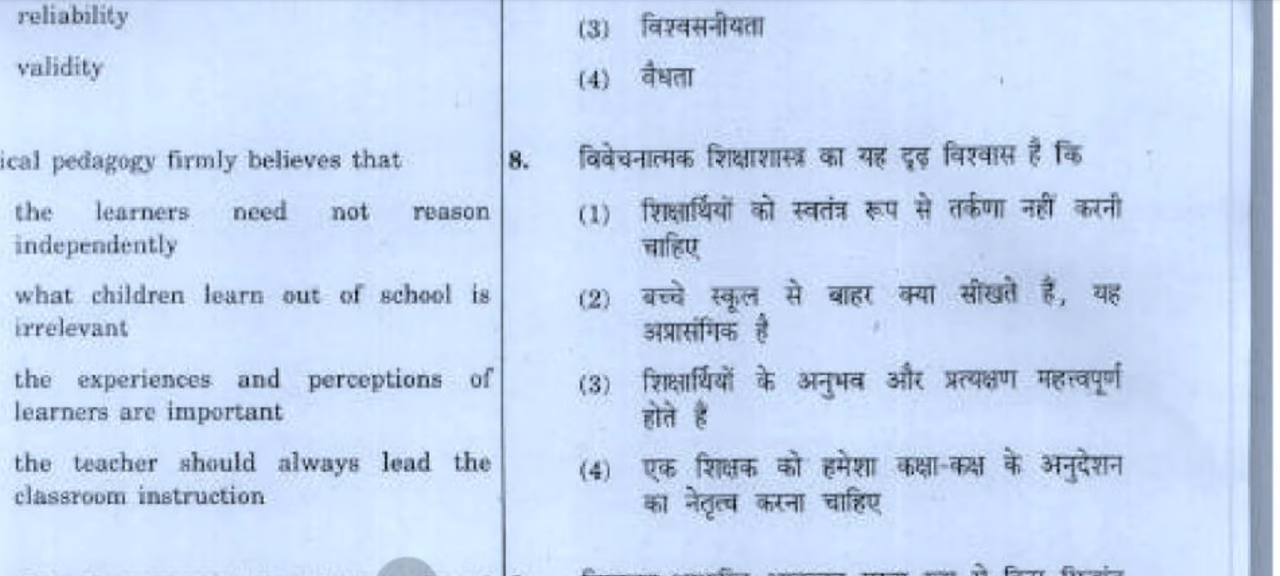 reliability
validity
ical pedagogy firmly believes that
the learners need not reason
independently
what children learn out of school is
irrelevant
the experiences and perceptions of
learners are important
the teacher should always lead the
classroom instruction
(3) विश्वसनीयता
(4) वैधता
8. विवेचनात्मक शिक्षाशास्त्र का यह दृढ़ विश्वास है कि
(1) शिक्षार्थियों को स्वतंत्र रूप से तर्कणा नहीं करनी
चाहिए
(2) बच्चे स्कूल से बाहर क्या सीखते हैं, यह
अप्रासंगिक है
(3) शिक्षार्थियों के अनुभव और प्रत्यक्षण महत्त्वपूर्ण
होते हैं
(4) एक शिक्षक को हमेशा कक्षा-कक्ष के अनुदेशन
का नेतृत्व करना चाहिए